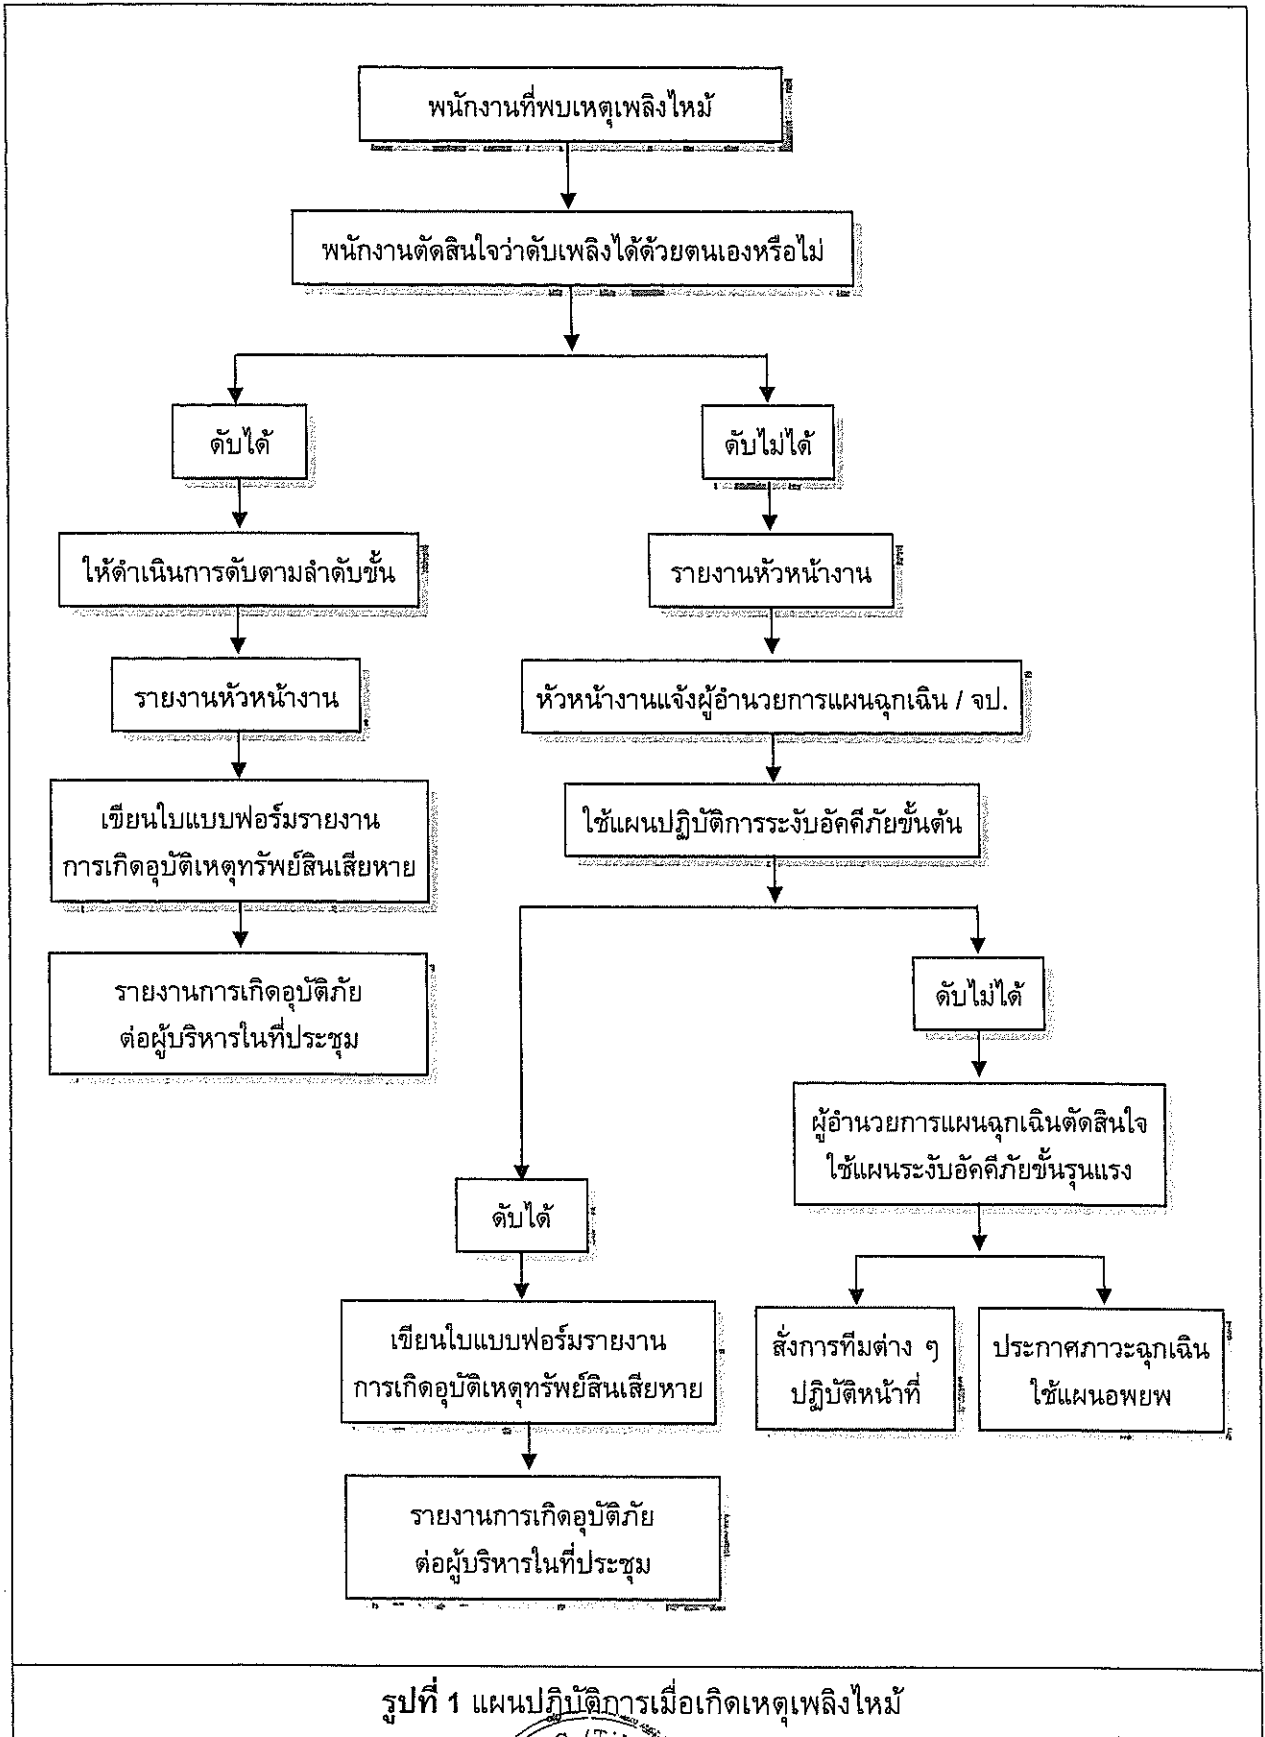 พนักงานที่พบเหตุเพลิงไหม้
พนักงานตัดสินใจว่าดับเพลิงได้ด้วยตนเองหรือไม่
ดับได้
ดับไม่ได้
ให้ดำเนินการดับตามลำดับขั้น
รายงานหัวหน้างาน
รายงานหัวหน้างาน
หัวหน้างานแจ้งผู้อำนวยการแผนฉุกเฉิน / จป.
เขียนใบแบบฟอร์มรายงาน
การเกิดอุบัติเหตุทรัพย์สินเสียหาย
ใช้แผนปฏิบัติการระงับอัคคีภัยขั้นต้น
รายงานการเกิดอุบัติภัย
ต่อผู้บริหารในที่ประชุม
ดับไม่ได้
ผู้อำนวยการแผนฉุกเฉินตัดสินใจ
ใช้แผนระงับอัคคีภัยขั้นรุนแรง
ดับได้
เขียนใบแบบฟอร์มรายงาน
การเกิดอุบัติเหตุทรัพย์สินเสียหาย
สั่งการทีมต่าง ๆ
ปฏิบัติหน้าที่
ประกาศภาวะฉุกเฉิน
ใช้แผนอพยพ
รายงานการเกิดอุบัติภัย
ต่อผู้บริหารในที่ประชุม
รูปที่ 1 แผนปฏิบัติการเมื่อเกิดเหตุเพลิงไหม้